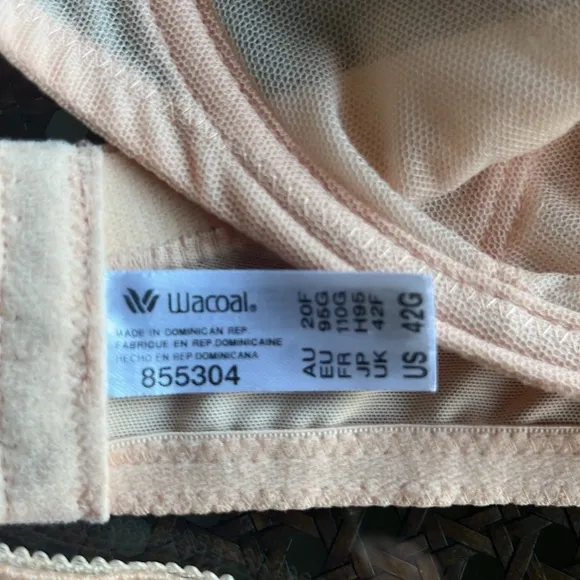 Wacoal®
MADE IN DOMINICAN REP.
FABRIQUE EN REP. DOMINICAINE
HECHO EN REP. DOMINICANA
855304
AU 20F
EU 95G
FR 110G
JP H95
UK 42F
US 42G